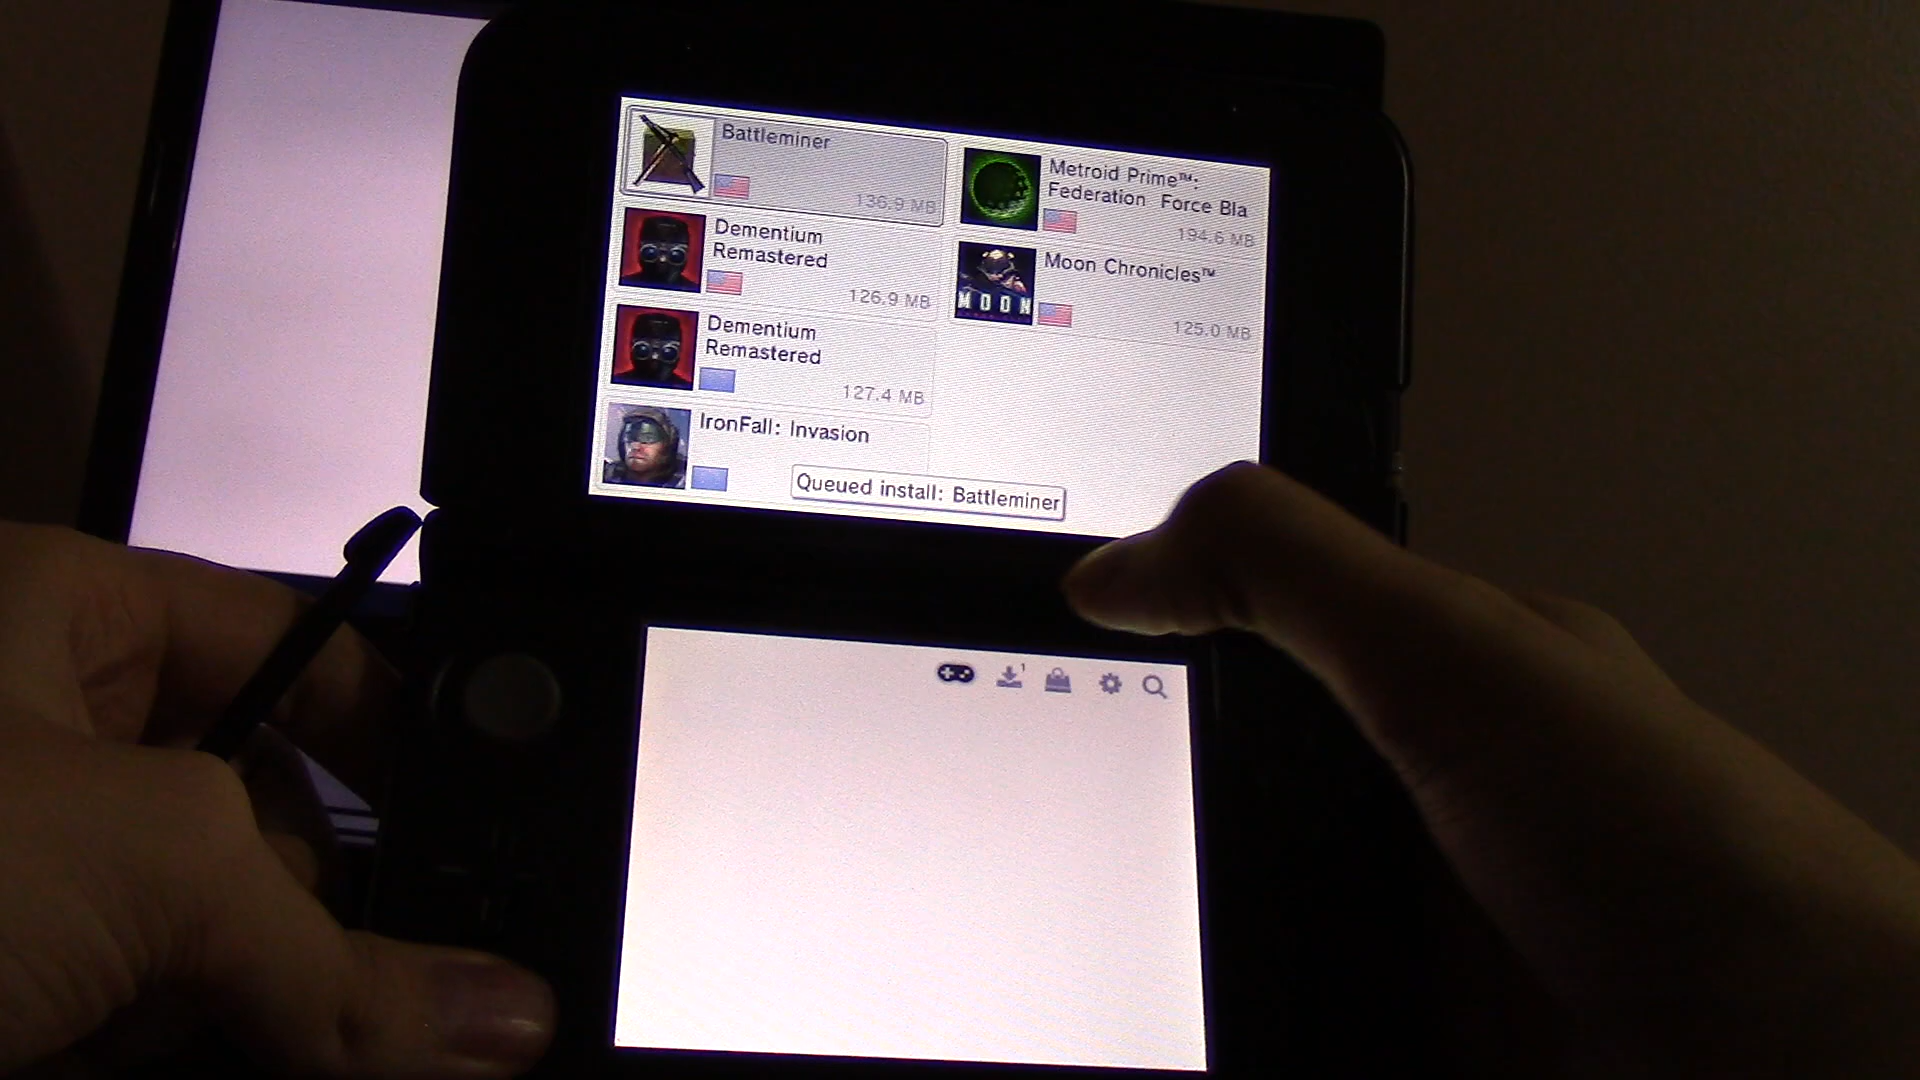 Battleminer
136.9 MB
Dementium
Remastered
126.9 MB
Dementium
Remastered
127.4 MB
IronFall: Invasion
Metroid Prime™:
Federation Force Bla
194.6 MB
Moon Chronicles™
MOON
125.0 MB
Queued install: Battleminer
1